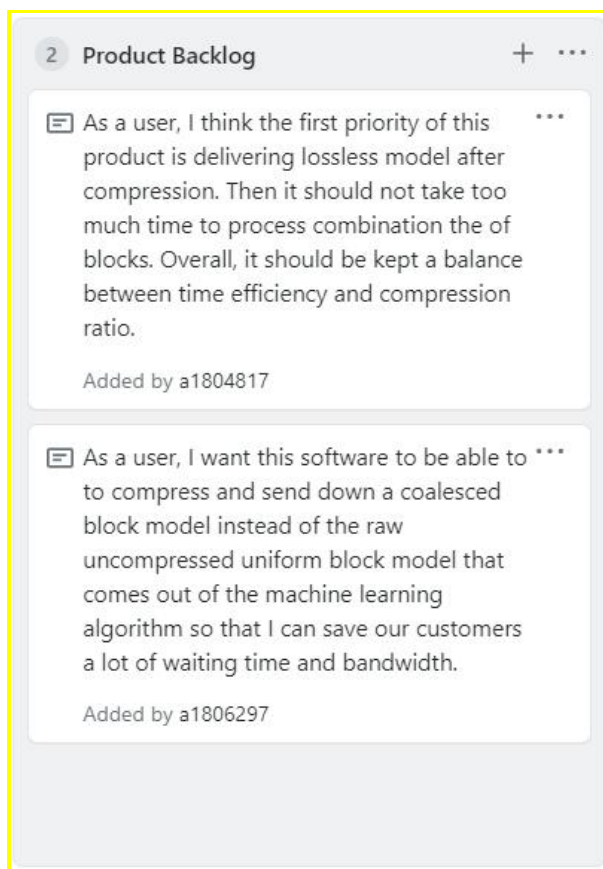 2 Product Backlog
As a user, I think the first priority of this
product is delivering lossless model after
compression. Then it should not take too
much time to process combination the of
blocks. Overall, it should be kept a balance
between time efficiency and compression
ratio.
Added by a1804817
As a user, I want this software to be able to
to compress and send down a coalesced
block model instead of the raw
uncompressed uniform block model that
comes out of the machine learning
algorithm so that I can save our customers
a lot of waiting time and bandwidth.
Added by a1806297